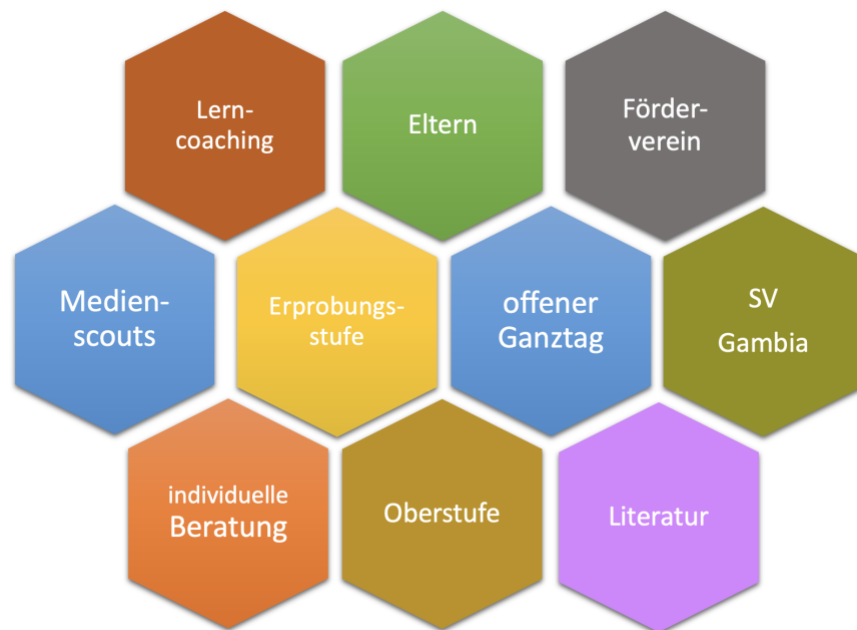 Lern-
coaching
Eltern
Förder-
verein
Medien-
scouts
Erprobungs-
stufe
offener
Ganztag
SV
Gambia
individuelle
Beratung
Oberstufe
Literatur